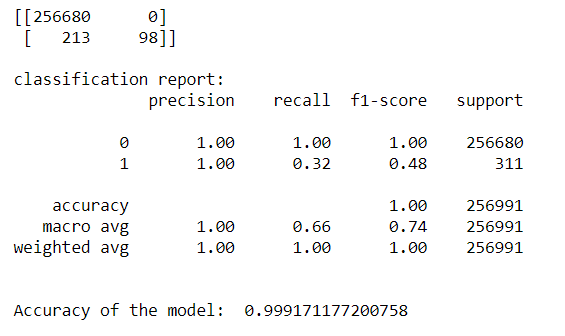 [[256680 0]
[ 213 98]]
classification report:
precision recall f1-score support
0 1.00 1.00 1.00 256680
1 1.00 0.32 0.48 311
accuracy 1.00 256991
macro avg 1.00 0.66 0.74 256991
weighted avg 1.00 1.00 1.00 256991
Accuracy of the model: 0.999171177200758